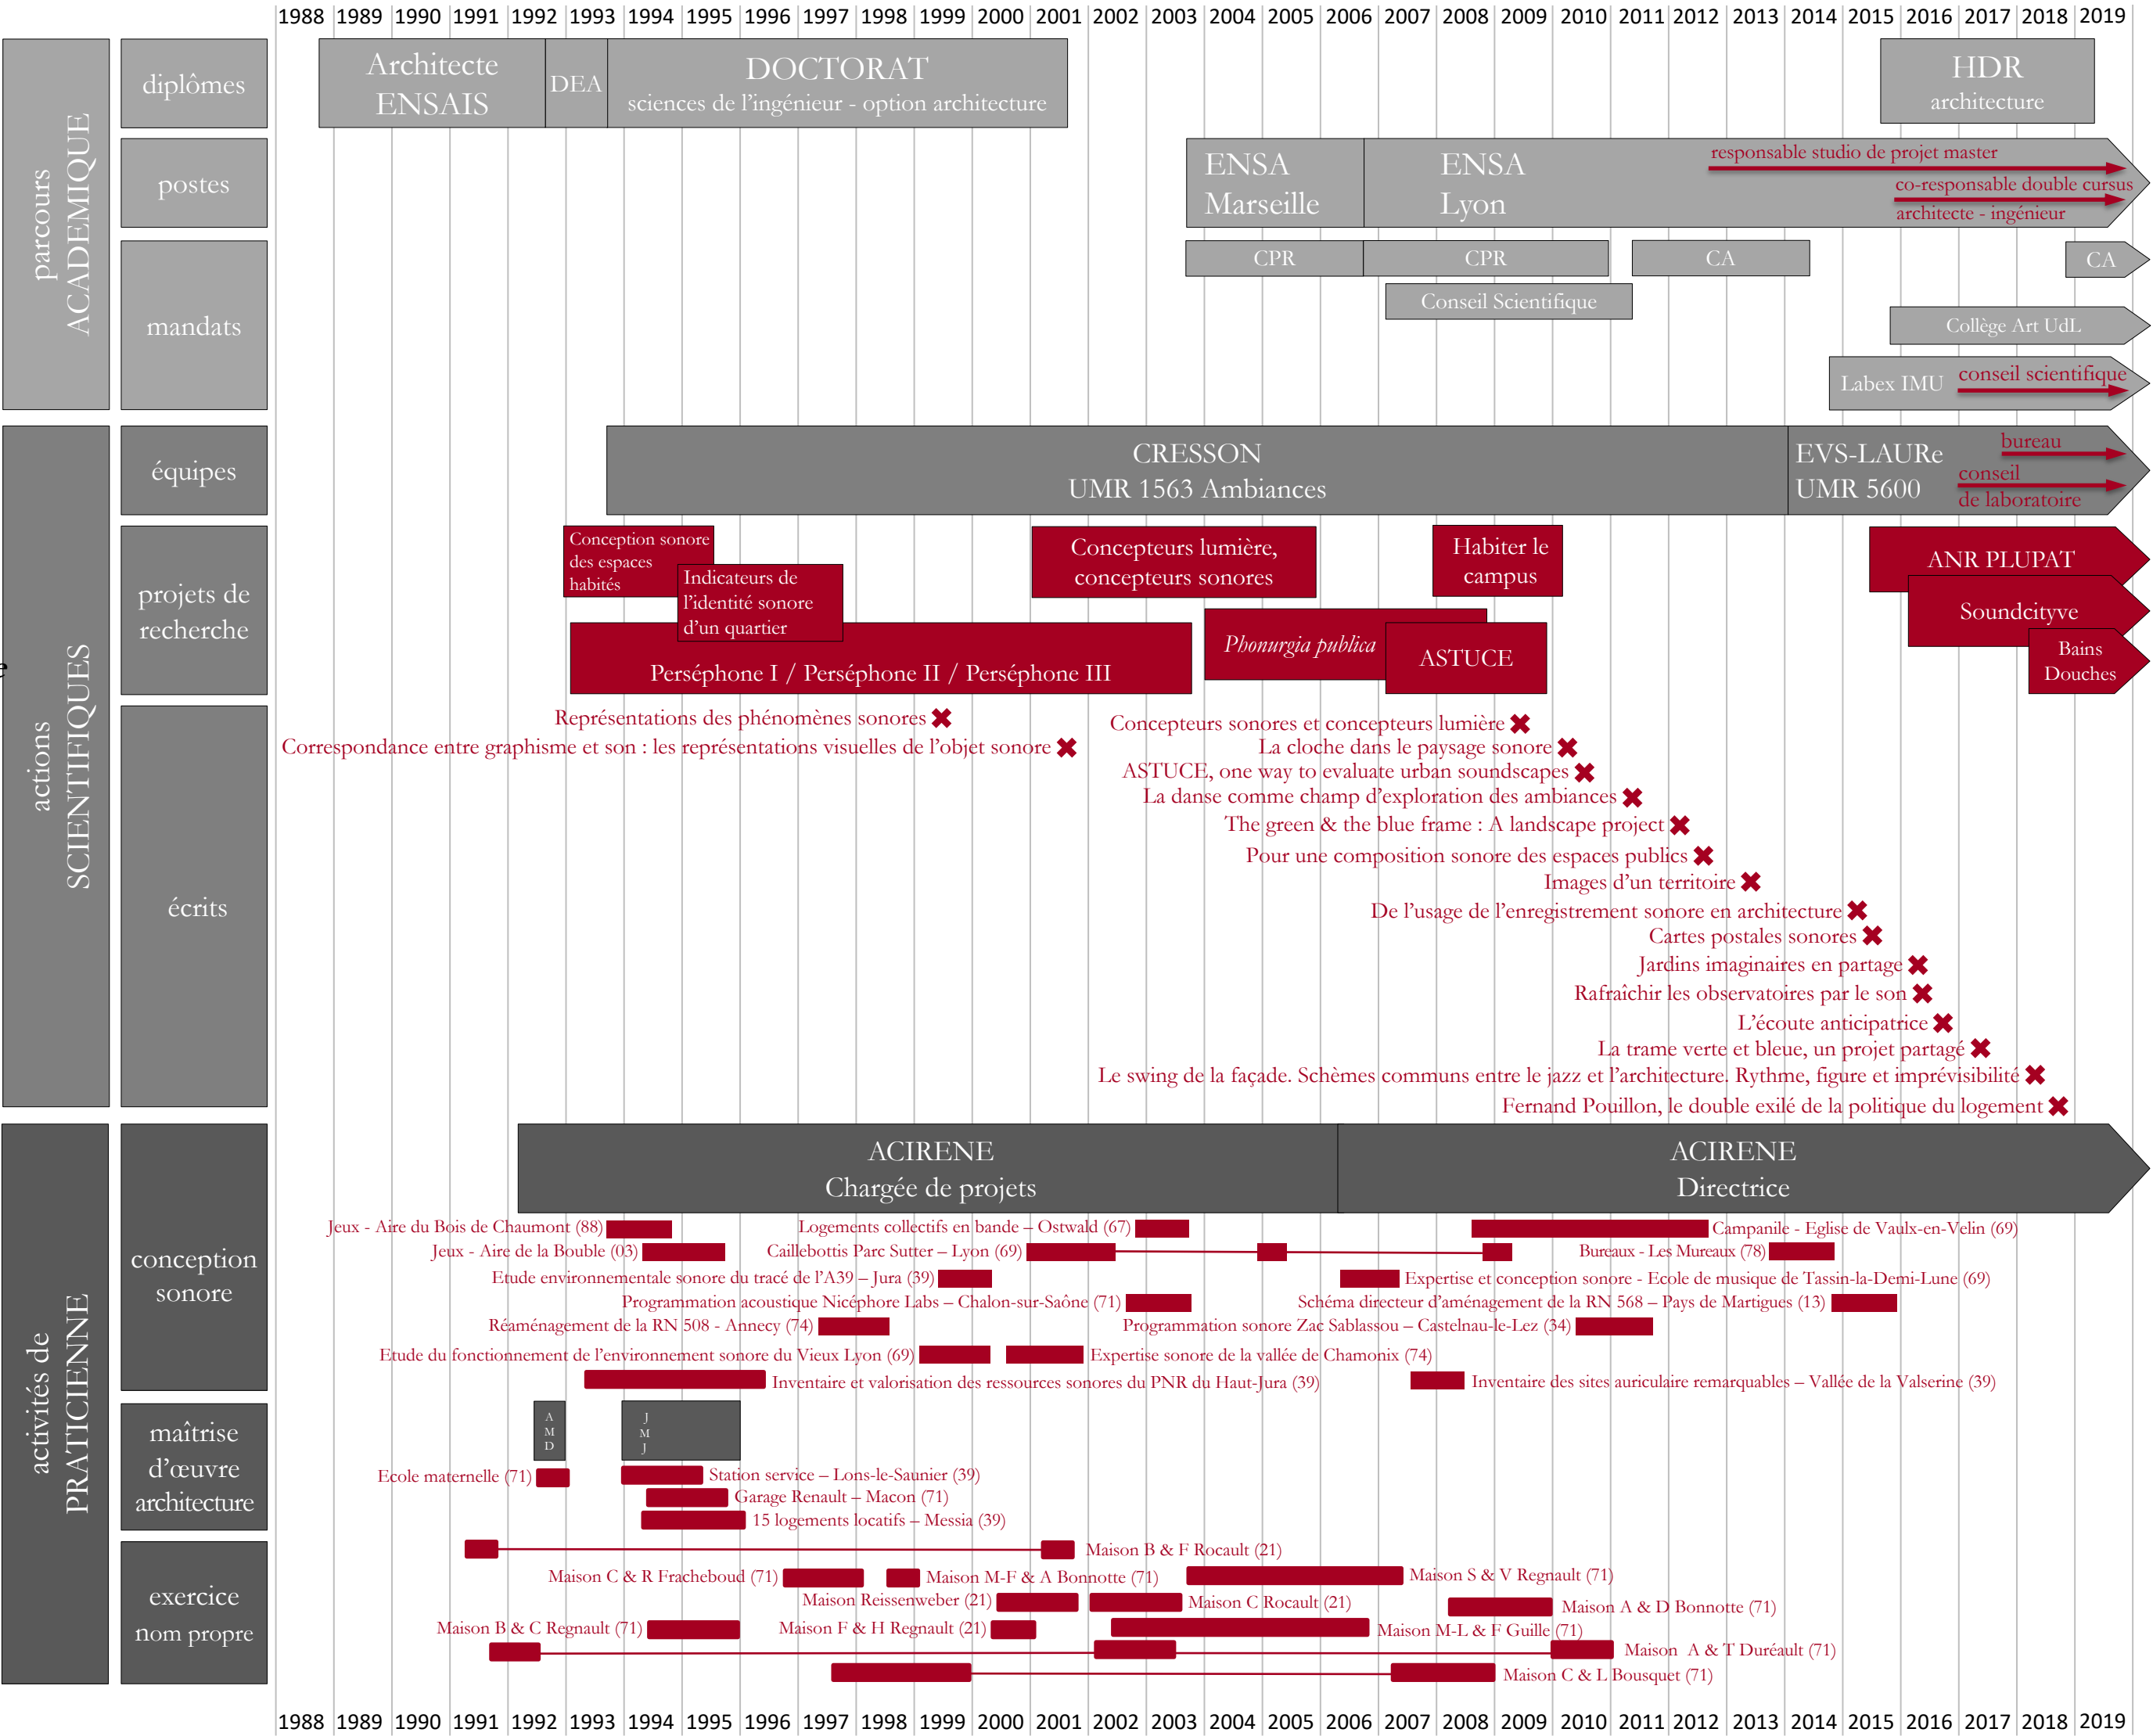 1988 1989 1990 1991 1992 1993 1994 1995 1996 1997 1998 1999 2000 2001 2002 2003 2004 2005 2006 2007 2008 2009 2010 2011 2012 2013 2014 2015 2016 2017 2018 2019
parcours
ACADEMIQUE
diplômes
Architecte
ENSAIS
DEA
DOCTORAT
sciences de l'ingénieur - option architecture
HDR
architecture
postes
ENSA
Marseille
ENSA
Lyon
responsable studio de projet master
co-responsable double cursus
architecte - ingénieur
mandats
CPR
CPR
CA
CA
Conseil Scientifique
Collège Art UdL
Labex IMU
conseil scientifique
actions
SCIENTIFIQUES
équipes
CRESSON
UMR 1563 Ambiances
EVS-LAURe
UMR 5600
bureau
conseil
de laboratoire
projets de
recherche
Conception sonore
des espaces
habités
Indicateurs de
l'identité sonore
d'un quartier
Perséphone I / Perséphone II / Perséphone III
Concepteurs lumière,
concepteurs sonores
Phonurgia publica
Habiter le
campus
ASTUCE
ANR PLUPAT
Soundcityve
Bains
Douches
e
écrits
Représentations des phénomènes sonores
Correspondance entre graphisme et son : les représentations visuelles de l'objet sonore
Concepteurs sonores et concepteurs lumière
La cloche dans le paysage sonore
ASTUCE, one way to evaluate urban soundscapes
La danse comme champ d'exploration des ambiances
The green & the blue frame : A landscape project
Pour une composition sonore des espaces publics
Images d'un territoire
De l'usage de l'enregistrement sonore en architecture
Cartes postales sonores
Jardins imaginaires en partage
Rafraîchir les observatoires par le son
L'écoute anticipatrice
La trame verte et bleue, un projet partagé
Le swing de la façade. Schèmes communs entre le jazz et l'architecture. Rythme, figure et imprévisibilité
Fernand Pouillon, le double exilé de la politique du logement
activités de
PRATICIENNE
conception
sonore
ACIRENE
Chargée de projets
ACIRENE
Directrice
Jeux - Aire du Bois de Chaumont (88)
Logements collectifs en bande – Ostwald (67)
Campanile - Eglise de Vaulx-en-Velin (69)
Jeux - Aire de la Bouble (03)
Caillebottis Parc Sutter – Lyon (69)
Bureaux - Les Mureaux (78)
Etude environnementale sonore du tracé de l'A39 – Jura (39)
Expertise et conception sonore - Ecole de musique de Tassin-la-Demi-Lune (69)
Programmation acoustique Nicéphore Labs – Chalon-sur-Saône (71)
Schéma directeur d'aménagement de la RN 568 – Pays de Martigues (13)
Réaménagement de la RN 508 - Annecy (74)
Programmation sonore Zac Sablassou – Castelnau-le-Lez (34)
Etude du fonctionnement de l'environnement sonore du Vieux Lyon (69)
Expertise sonore de la vallée de Chamonix (74)
Inventaire et valorisation des ressources sonores du PNR du Haut-Jura (39)
Inventaire des sites auriculaire remarquables – Vallée de la Valserine (39)
maîtrise
d'œuvre
architecture
A
M
D
J
M
J
Ecole maternelle (71)
Station service – Lons-le-Saunier (39)
Garage Renault – Macon (71)
15 logements locatifs – Messia (39)
exercice
nom propre
Maison B & F Rocault (21)
Maison C & R Fracheboud (71)
Maison M-F & A Bonnotte (71)
Maison S & V Regnault (71)
Maison Reissenweber (21)
Maison C Rocault (21)
Maison A & D Bonnotte (71)
Maison B & C Regnault (71)
Maison F & H Regnault (21)
Maison M-L & F Guille (71)
Maison A & T Duréault (71)
Maison C & L Bousquet (71)
1988 1989 1990 1991 1992 1993 1994 1995 1996 1997 1998 1999 2000 2001 2002 2003 2004 2005 2006 2007 2008 2009 2010 2011 2012 2013 2014 2015 2016 2017 2018 2019